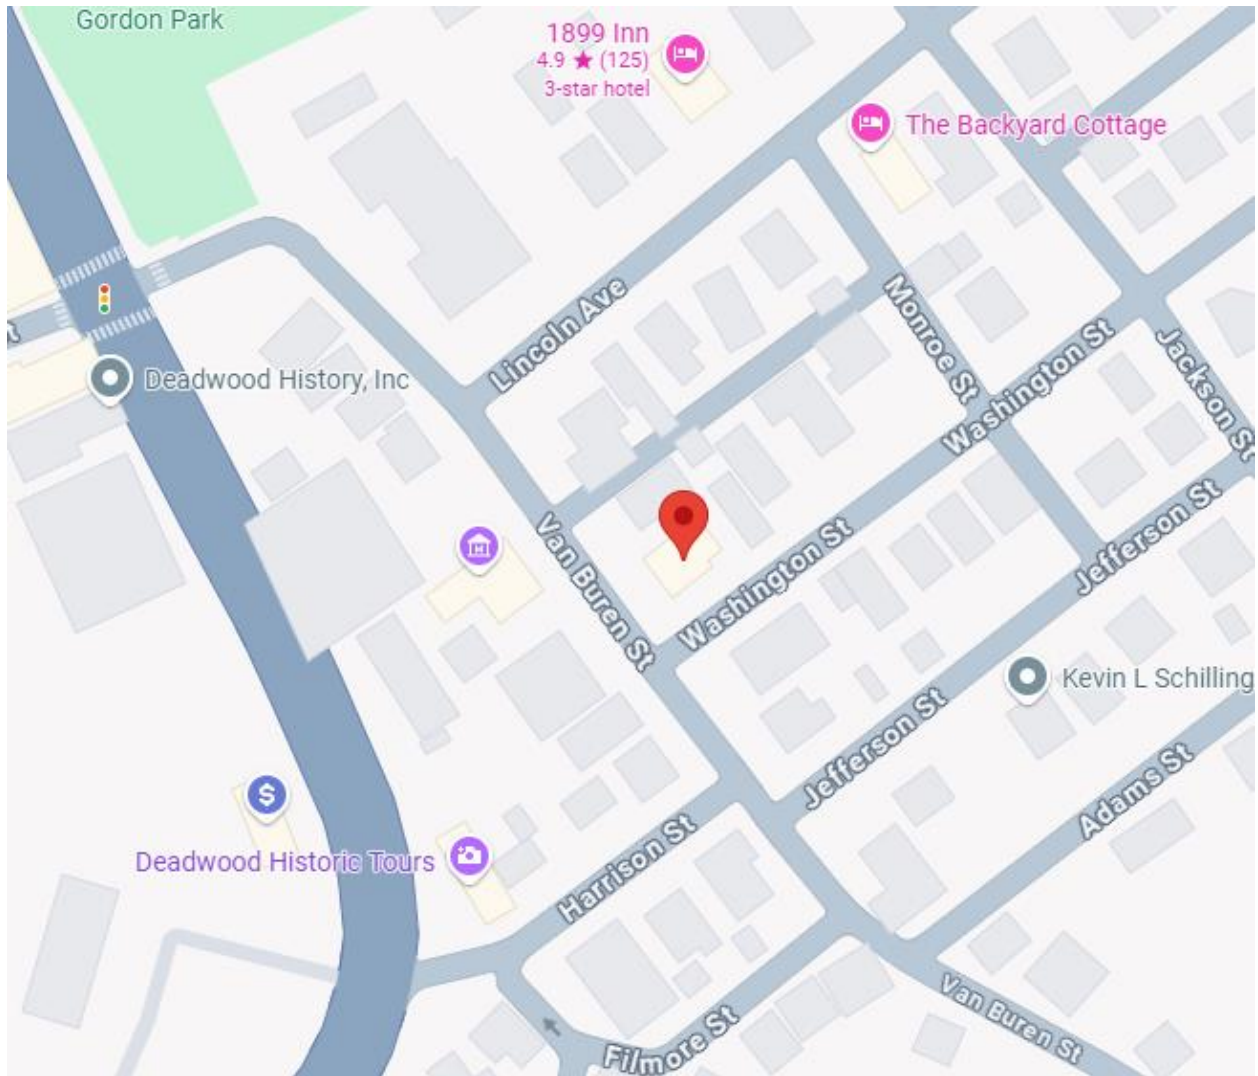 Gordon Park
1899 Inn
4.9 ★ (125)
3-star hotel
The Backyard Cottage
Lincoln Ave
Monroe St
Washington St
Jackson St
Deadwood History, Inc
Van Buren St
Washington St
Jefferson St
Kevin L Schilling
Jefferson St
Adams St
$
Deadwood Historic Tours
Harrison St
Van Buren St
Filmore St